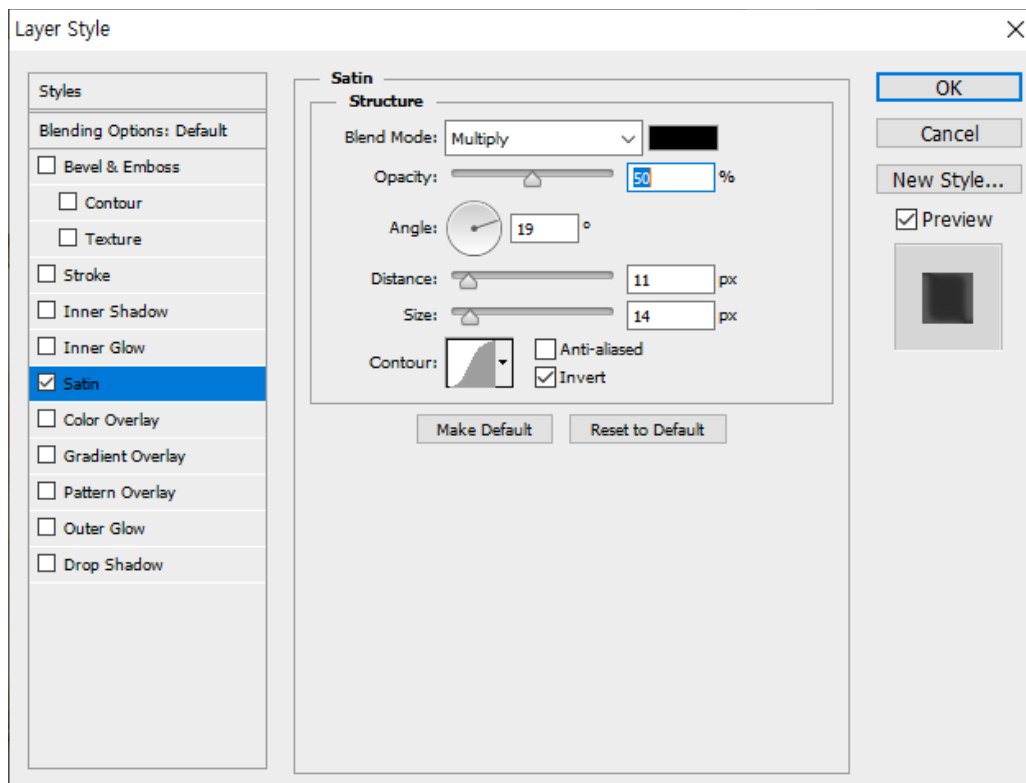 Layer Style
Styles
Blending Options: Default
Bevel & Emboss
Contour
Texture
Stroke
Inner Shadow
Inner Glow
Satin
Color Overlay
Gradient Overlay
Pattern Overlay
Outer Glow
Drop Shadow
Satin
Structure
Blend Mode: Multiply
Opacity: 50 %
Angle: 19 °
Distance: 11 px
Size: 14 px
Contour: Anti-aliased
Invert
Make Default Reset to Default
OK
Cancel
New Style...
Preview